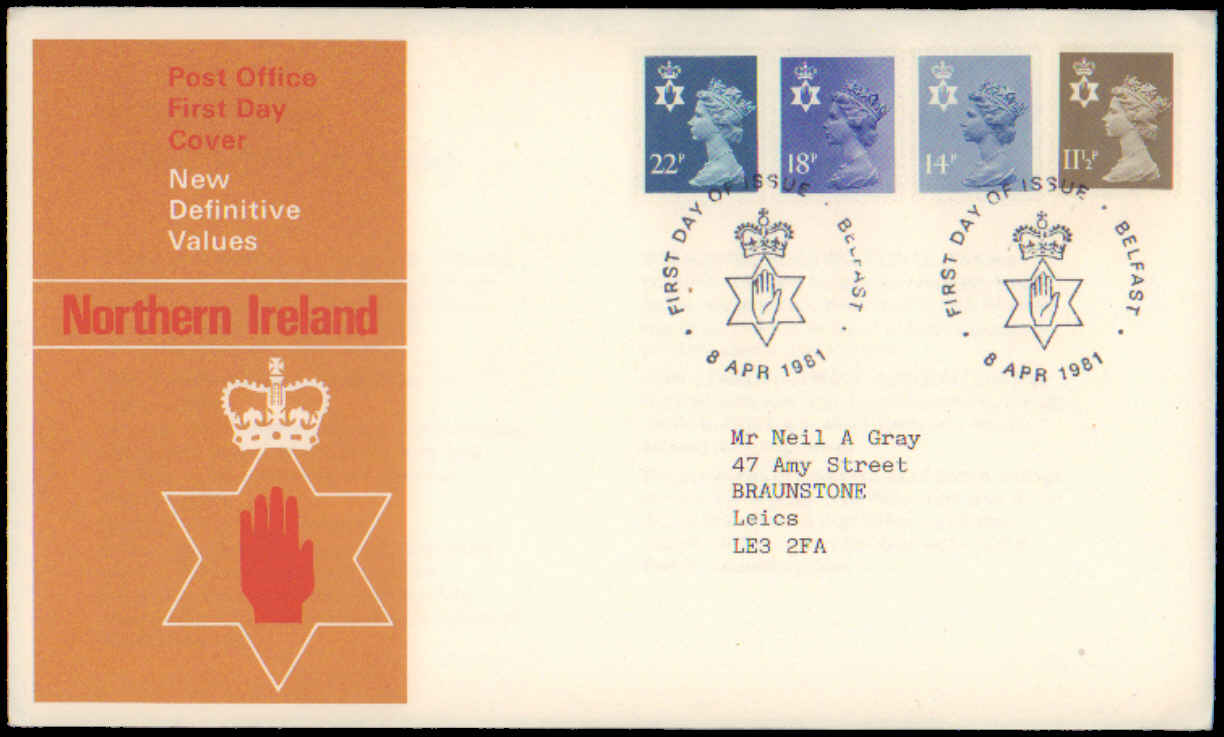 Post Office
First Day
Cover
New
Definitive
Values
Northern Ireland
22P
18P
14P
11½P
FIRST DAY OF ISSUE · BELFAST ·
8 APR 1981
FIRST DAY OF ISSUE · BELFAST ·
8 APR 1981
Mr Neil A Gray
47 Amy Street
BRAUNSTONE
Leics
LE3 2FA